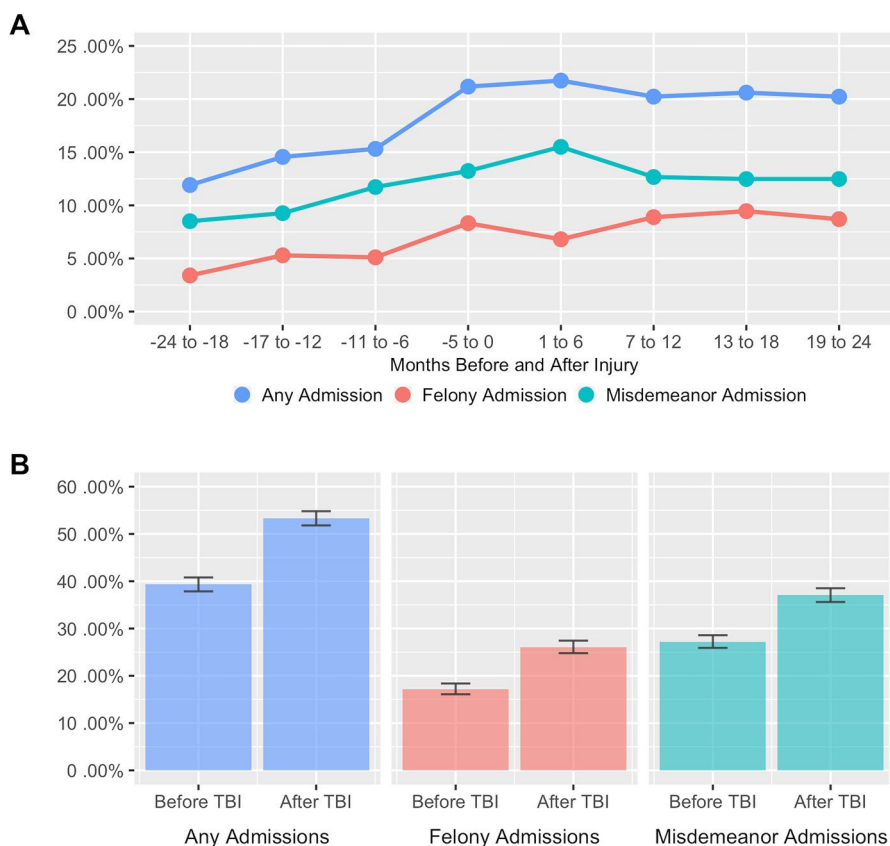 A
25 .00%
20 .00%
15 .00%
10 .00%
5 .00%
0 .00%
-24 to -18 -17 to -12 -11 to -6 -5 to 0 1 to 6 7 to 12 13 to 18 19 to 24
Months Before and After Injury
Any Admission Felony Admission Misdemeanor Admission
B
60 .00%
50 .00%
40 .00%
30 .00%
20 .00%
10 .00%
0 .00%
Before TBI After TBI Before TBI After TBI Before TBI After TBI
Any Admissions Felony Admissions Misdemeanor Admissions